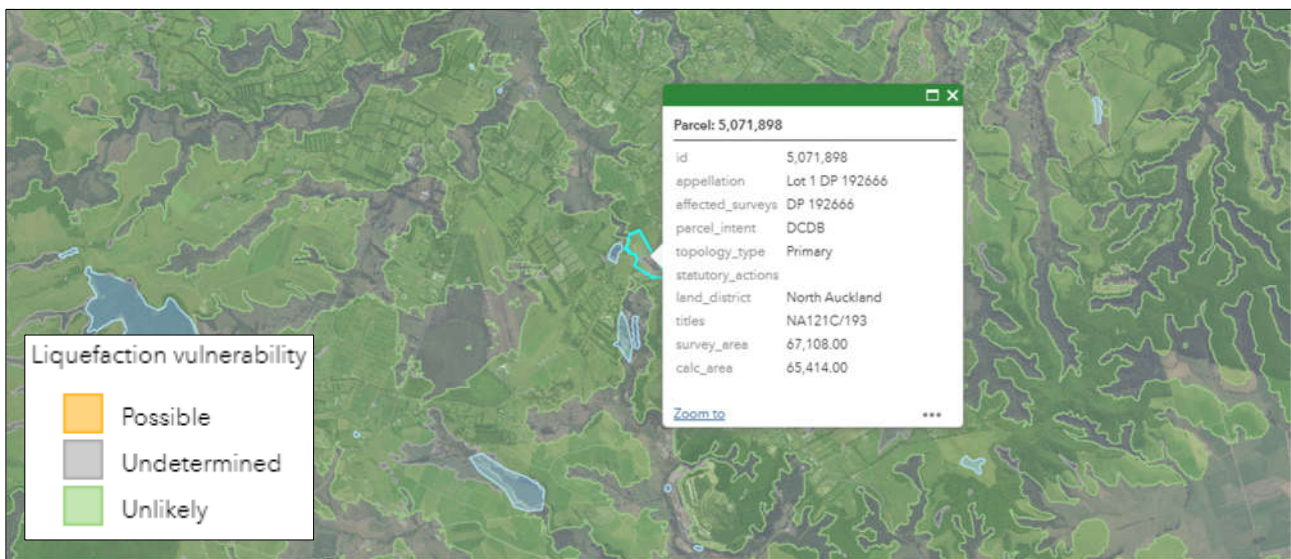 Parcel: 5,071,898
id 5,071,898
appellation Lot 1 DP 192666
affected_surveys DP 192666
parcel_intent DCDB
topology_type Primary
statutory_actions
land_district North Auckland
titles NA121C/193
survey_area 67,108.00
calc_area 65,414.00
Zoom to
Liquefaction vulnerability
Possible
Undetermined
Unlikely